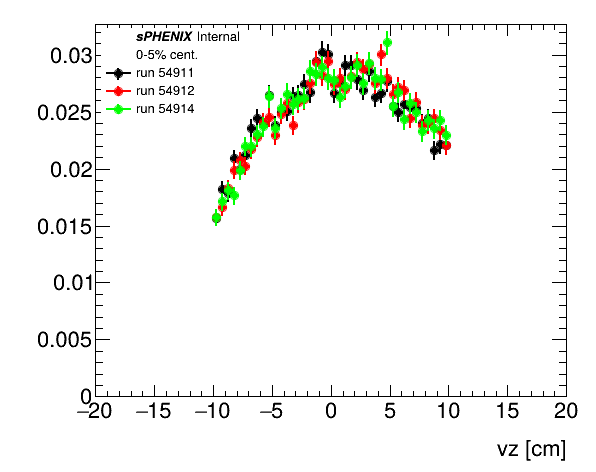 sPHENIX Internal
0-5% cent.
run 54911
run 54912
run 54914
0.03
0.025
0.02
0.015
0.01
0.005
0
−20 −15 −10 −5 0 5 10 15 20
vz [cm]